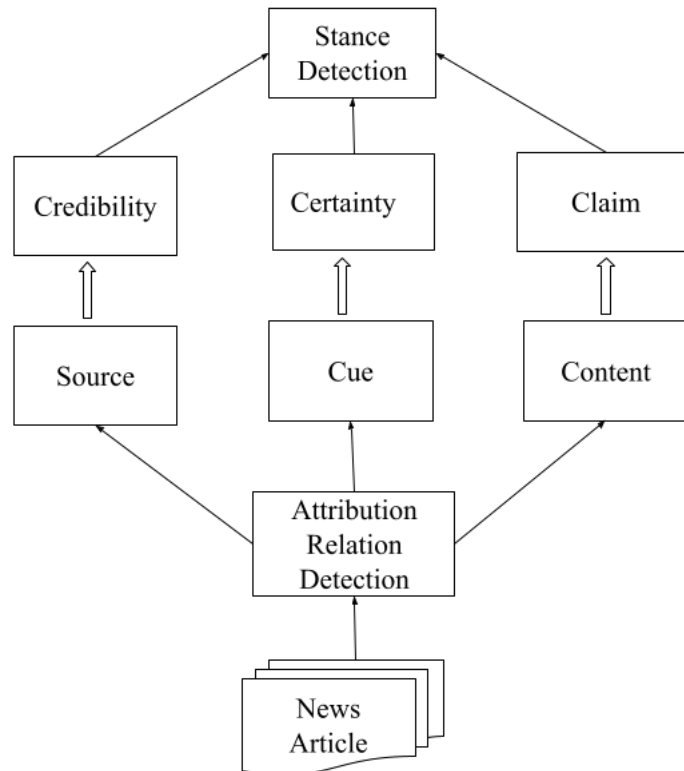 Stance
Detection
Credibility
Certainty
Claim
Source
Cue
Content
Attribution
Relation
Detection
News
Article